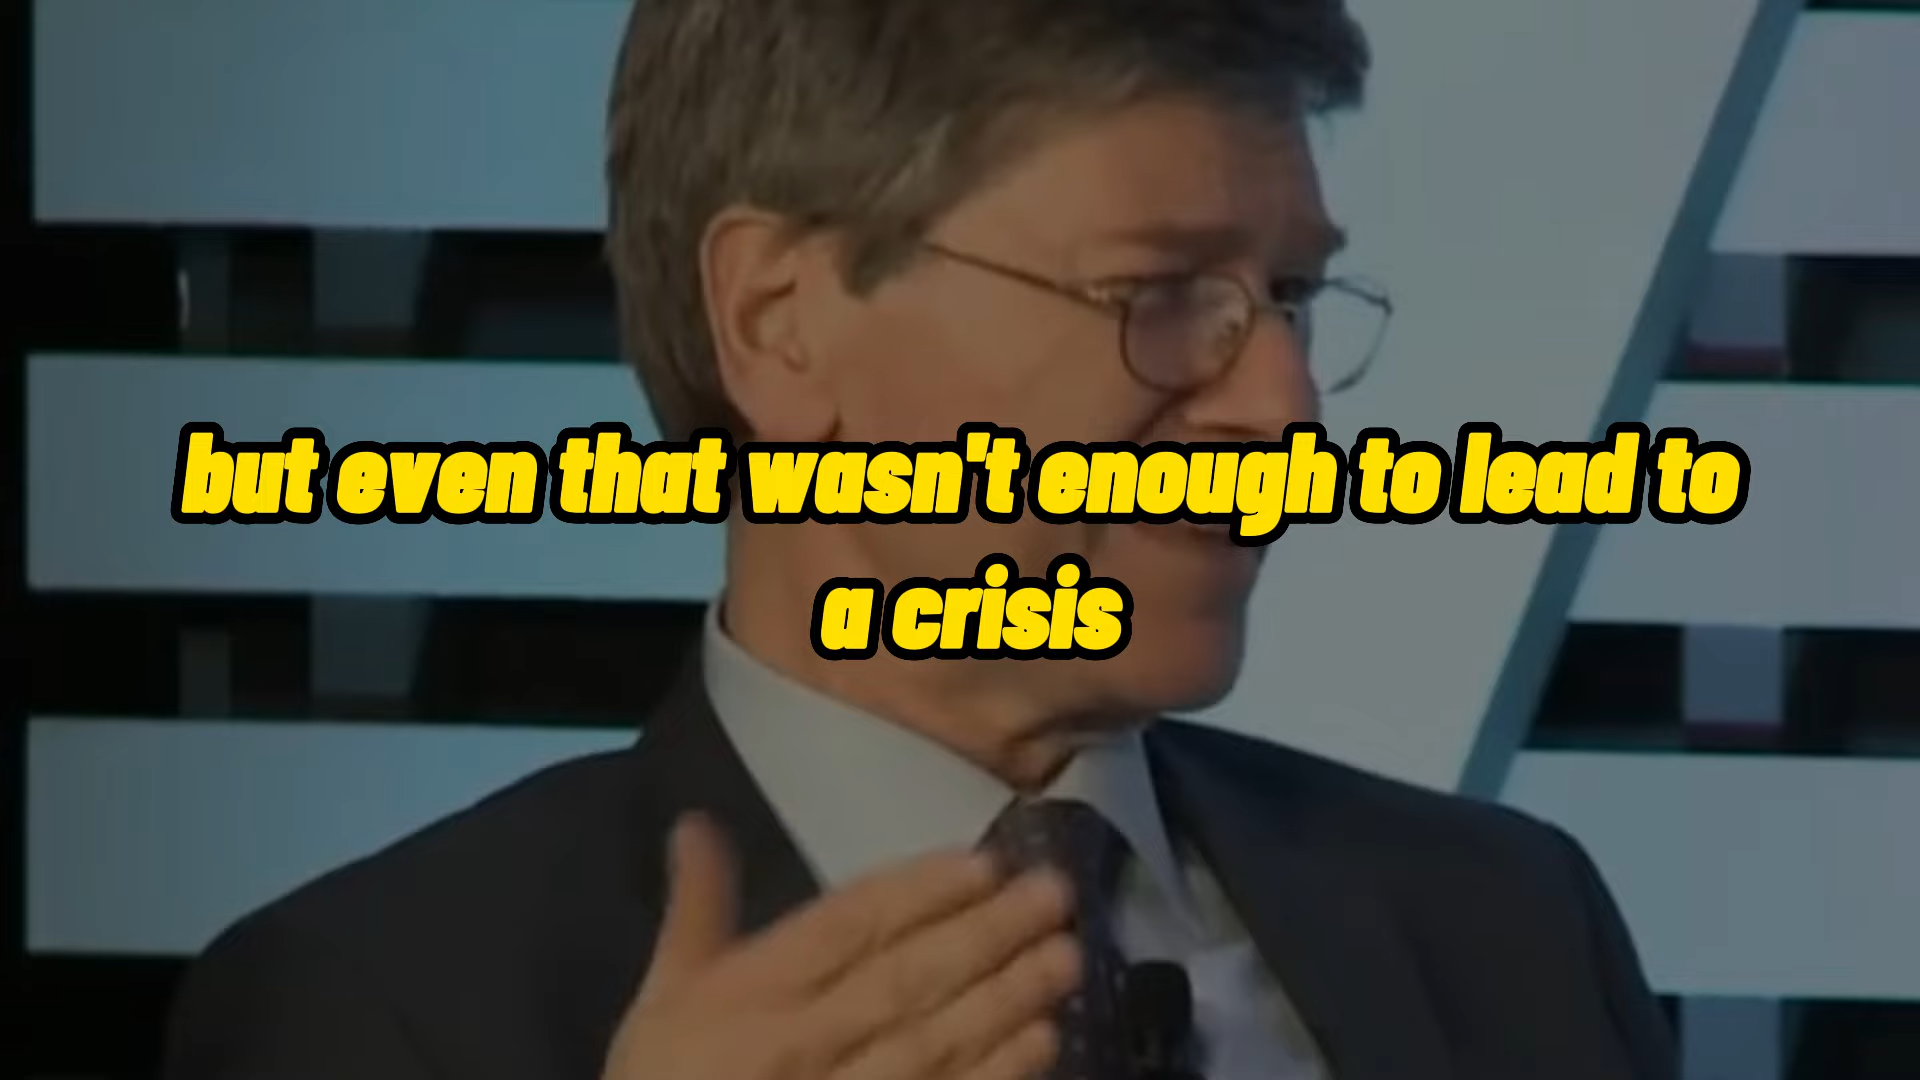 but even that wasn't enough to lead to
a crisis